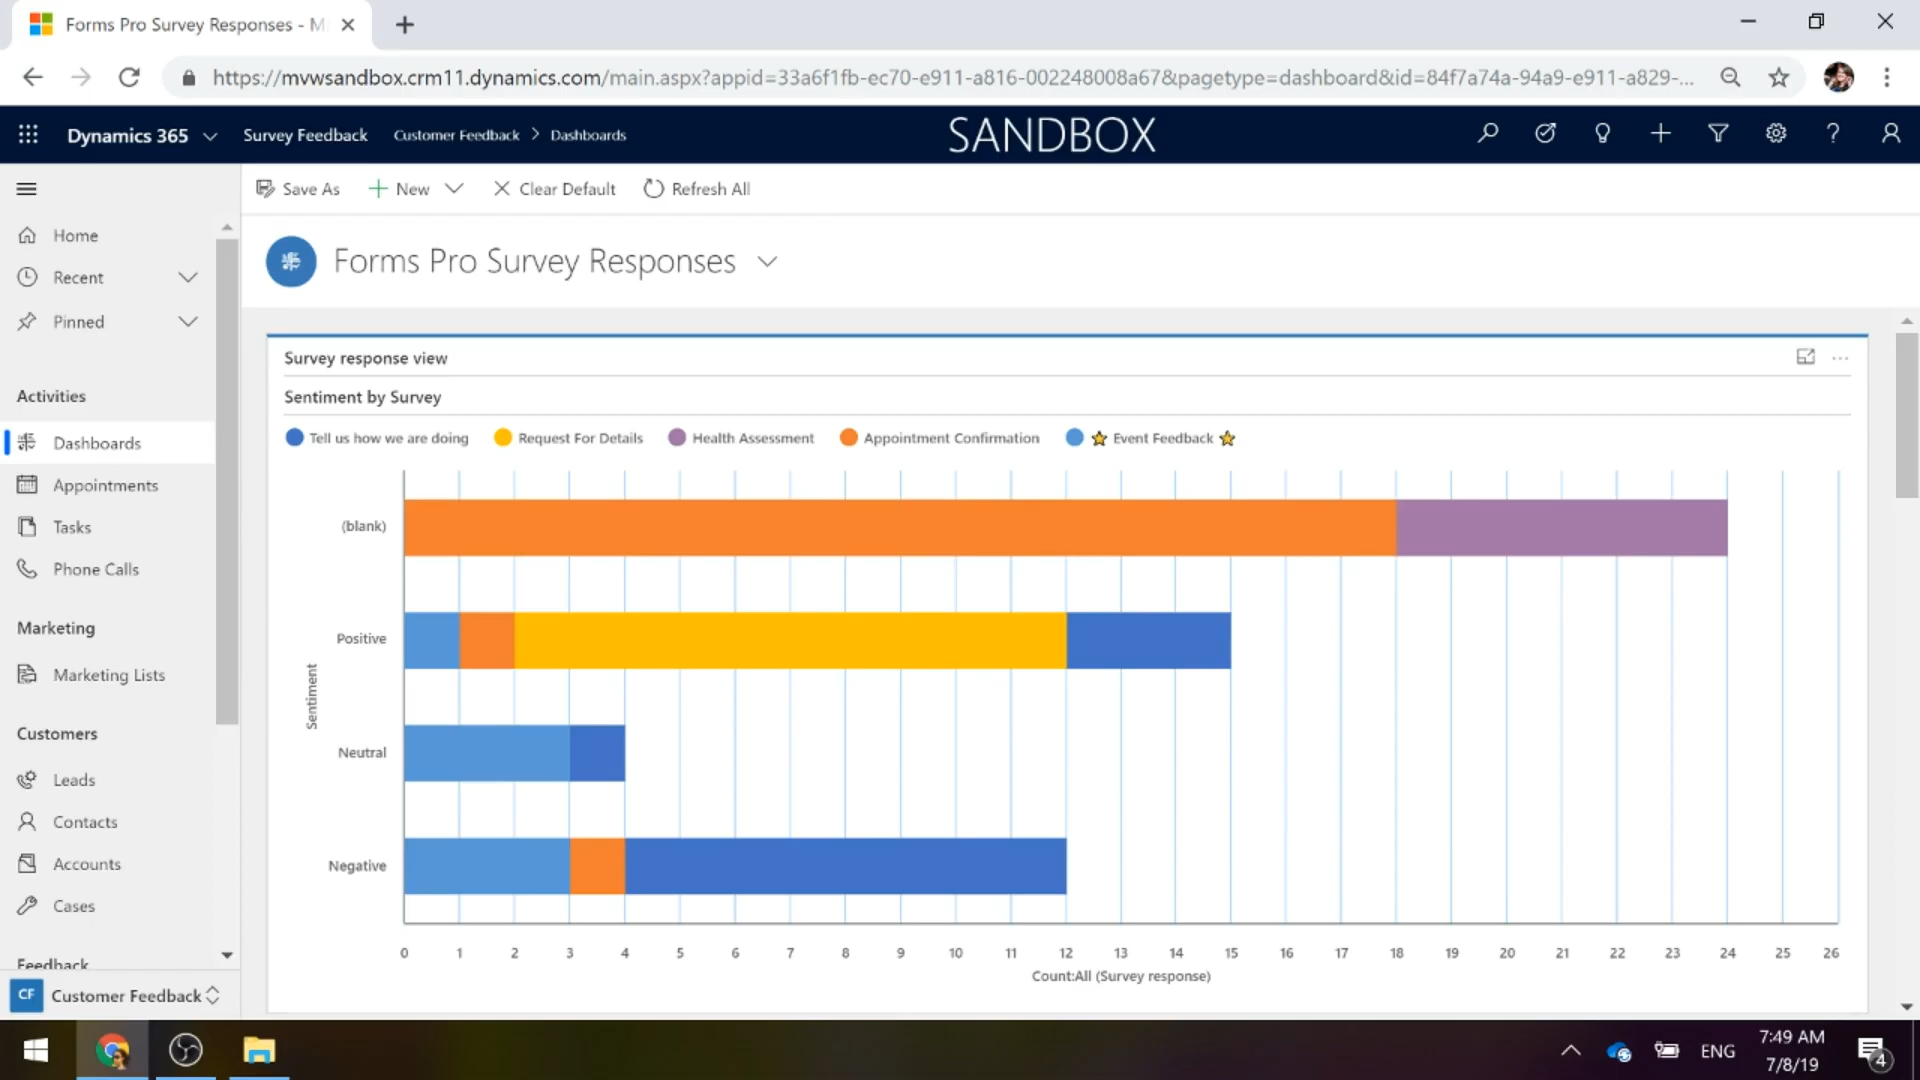 Forms Pro Survey Responses - M
https://mvwsandbox.crm11.dynamics.com/main.aspx?appid=33a6f1fb-ec70-e911-a816-002248008a67&pagetype=dashboard&id=84f7a74a-94a9-e911-a829-...
Dynamics 365 Survey Feedback Customer Feedback > Dashboards SANDBOX
Save As New Clear Default Refresh All
Home
Recent
Pinned
Activities
Dashboards
Appointments
Tasks
Phone Calls
Marketing
Marketing Lists
Customers
Leads
Contacts
Accounts
Cases
Feedback
CF Customer Feedback
Forms Pro Survey Responses
Survey response view
Sentiment by Survey
Tell us how we are doing Request For Details Health Assessment Appointment Confirmation ⭐ Event Feedback ⭐
(blank)
Positive
Sentiment
Neutral
Negative
0 1 2 3 4 5 6 7 8 9 10 11 12 13 14 15 16 17 18 19 20 21 22 23 24 25 26
Count:All (Survey response)
ENG
7:49 AM
7/8/19
4